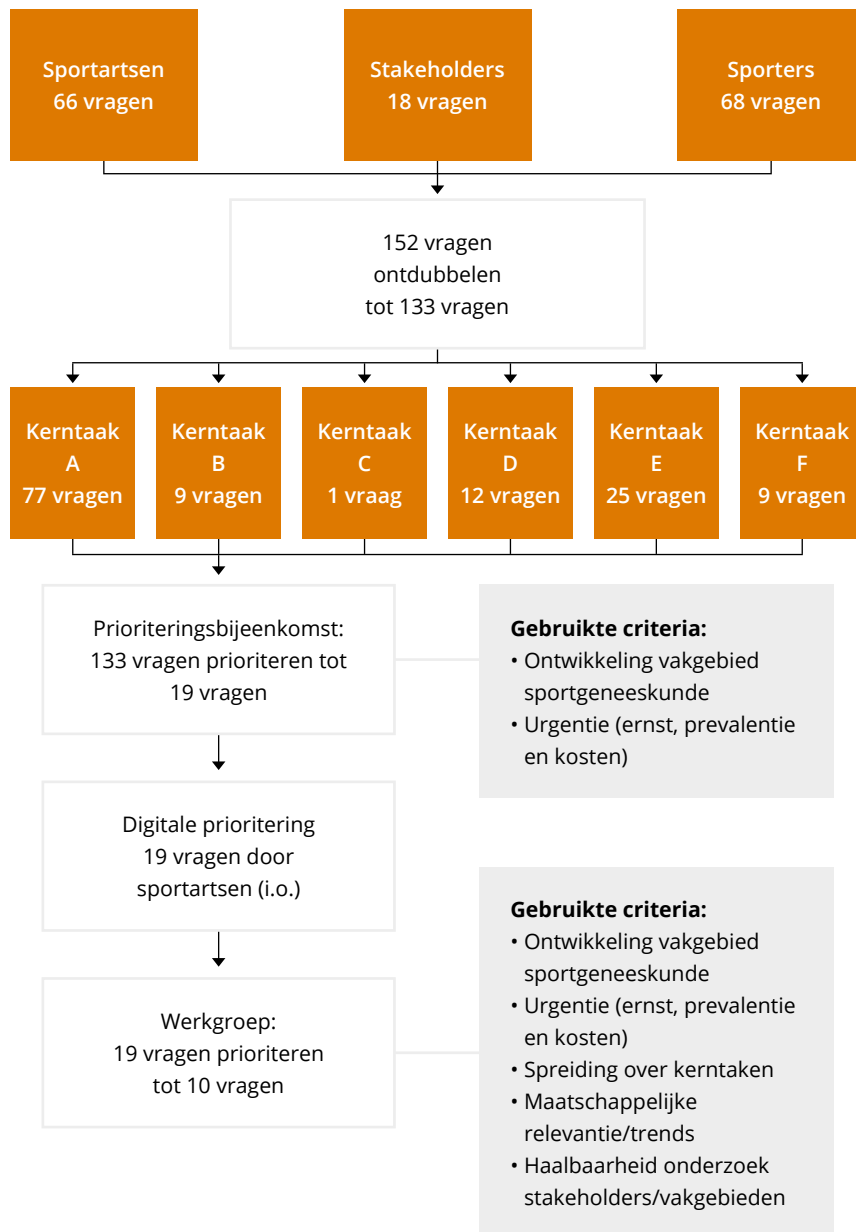 Sportartsen
66 vragen
Stakeholders
18 vragen
Sporters
68 vragen
152 vragen
ontdubbelen
tot 133 vragen
Kerntaak
A
77 vragen
Kerntaak
B
9 vragen
Kerntaak
C
1 vraag
Kerntaak
D
12 vragen
Kerntaak
E
25 vragen
Kerntaak
F
9 vragen
Prioriteringsbijeenkomst:
133 vragen prioriteren tot
19 vragen
Gebruikte criteria:
• Ontwikkeling vakgebied
sportgeneeskunde
• Urgentie (ernst, prevalentie
en kosten)
Digitale prioritering
19 vragen door
sportartsen (i.o.)
Werkgroep:
19 vragen prioriteren
tot 10 vragen
Gebruikte criteria:
• Ontwikkeling vakgebied
sportgeneeskunde
• Urgentie (ernst, prevalentie
en kosten)
• Spreiding over kerntaken
• Maatschappelijke
relevantie/trends
• Haalbaarheid onderzoek
stakeholders/vakgebieden